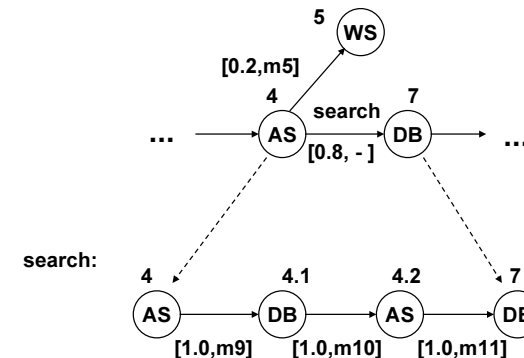 5
WS
[0.2,m5]
4
search
7
...
AS
DB
...
[0.8, - ]
search:
4
4.1
4.2
7
AS
DB
AS
DB
[1.0,m9]
[1.0,m10]
[1.0,m11]